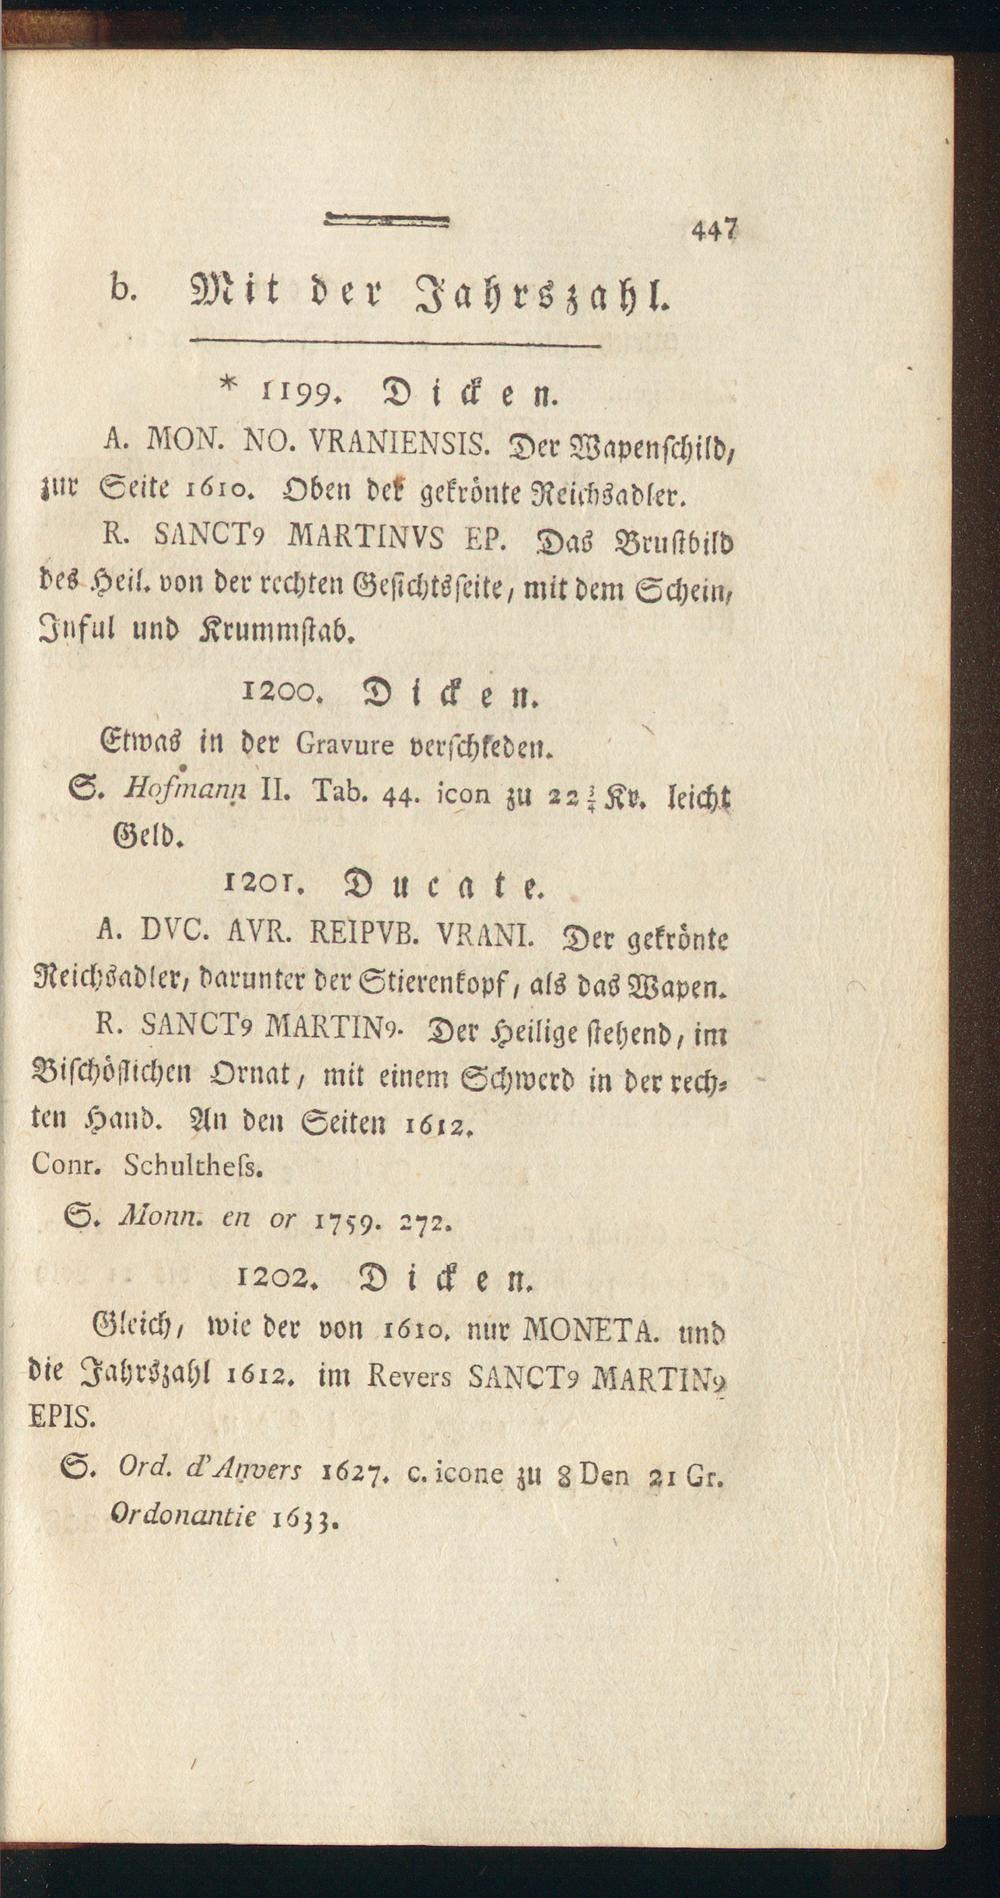 447
b. Mit der Jahrszahl.
* 1199. Dicken.
A. MON. NO. VRANIENSIS. Der Wapenschild,
zur Seite 1610. Oben der gekrönte Reichsadler.
R. SANCT9 MARTINVS EP. Das Brustbild
des Heil. von der rechten Gesichtsseite, mit dem Schein,
Inful und Krummstab.
1200. Dicken.
Etwas in der Gravure verschieden.
S. Hofmann II. Tab. 44. icon zu 22 3/4 Kr. leicht
Geld.
1201. Ducate.
A. DVC. AVR. REIPVB. VRANI. Der gekrönte
Reichsadler, darunter der Stierenkopf, als das Wapen.
R. SANCT9 MARTIN9. Der Heilige stehend, im
Bischöflichen Ornat, mit einem Schwerd in der rech-
ten Hand. An den Seiten 1612.
Conr. Schulthess.
S. Monn. en or 1759. 272.
1202. Dicken.
Gleich, wie der von 1610. nur MONETA. und
die Jahrszahl 1612. im Revers SANCT9 MARTIN9
EPIS.
S. Ord. d'Anvers 1627. c. icone zu 8 Den 21 Gr.
Ordonantie 1633.